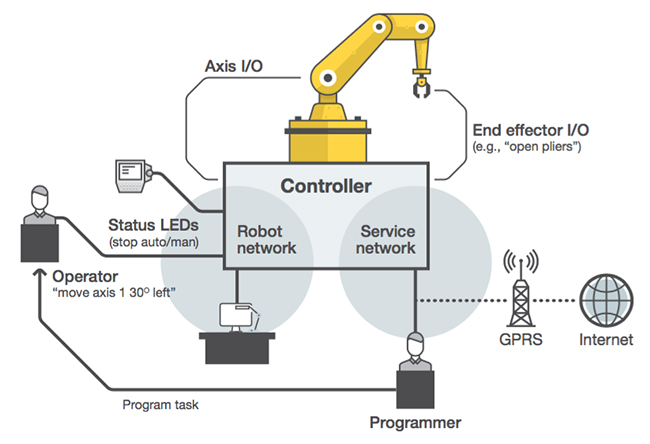 Axis I/O
End effector I/O
(e.g., “open pliers”)
Controller
Status LEDs
(stop auto/man)
Robot
network
Service
network
Operator
“move axis 1 30º left”
GPRS
Internet
Program task
Programmer